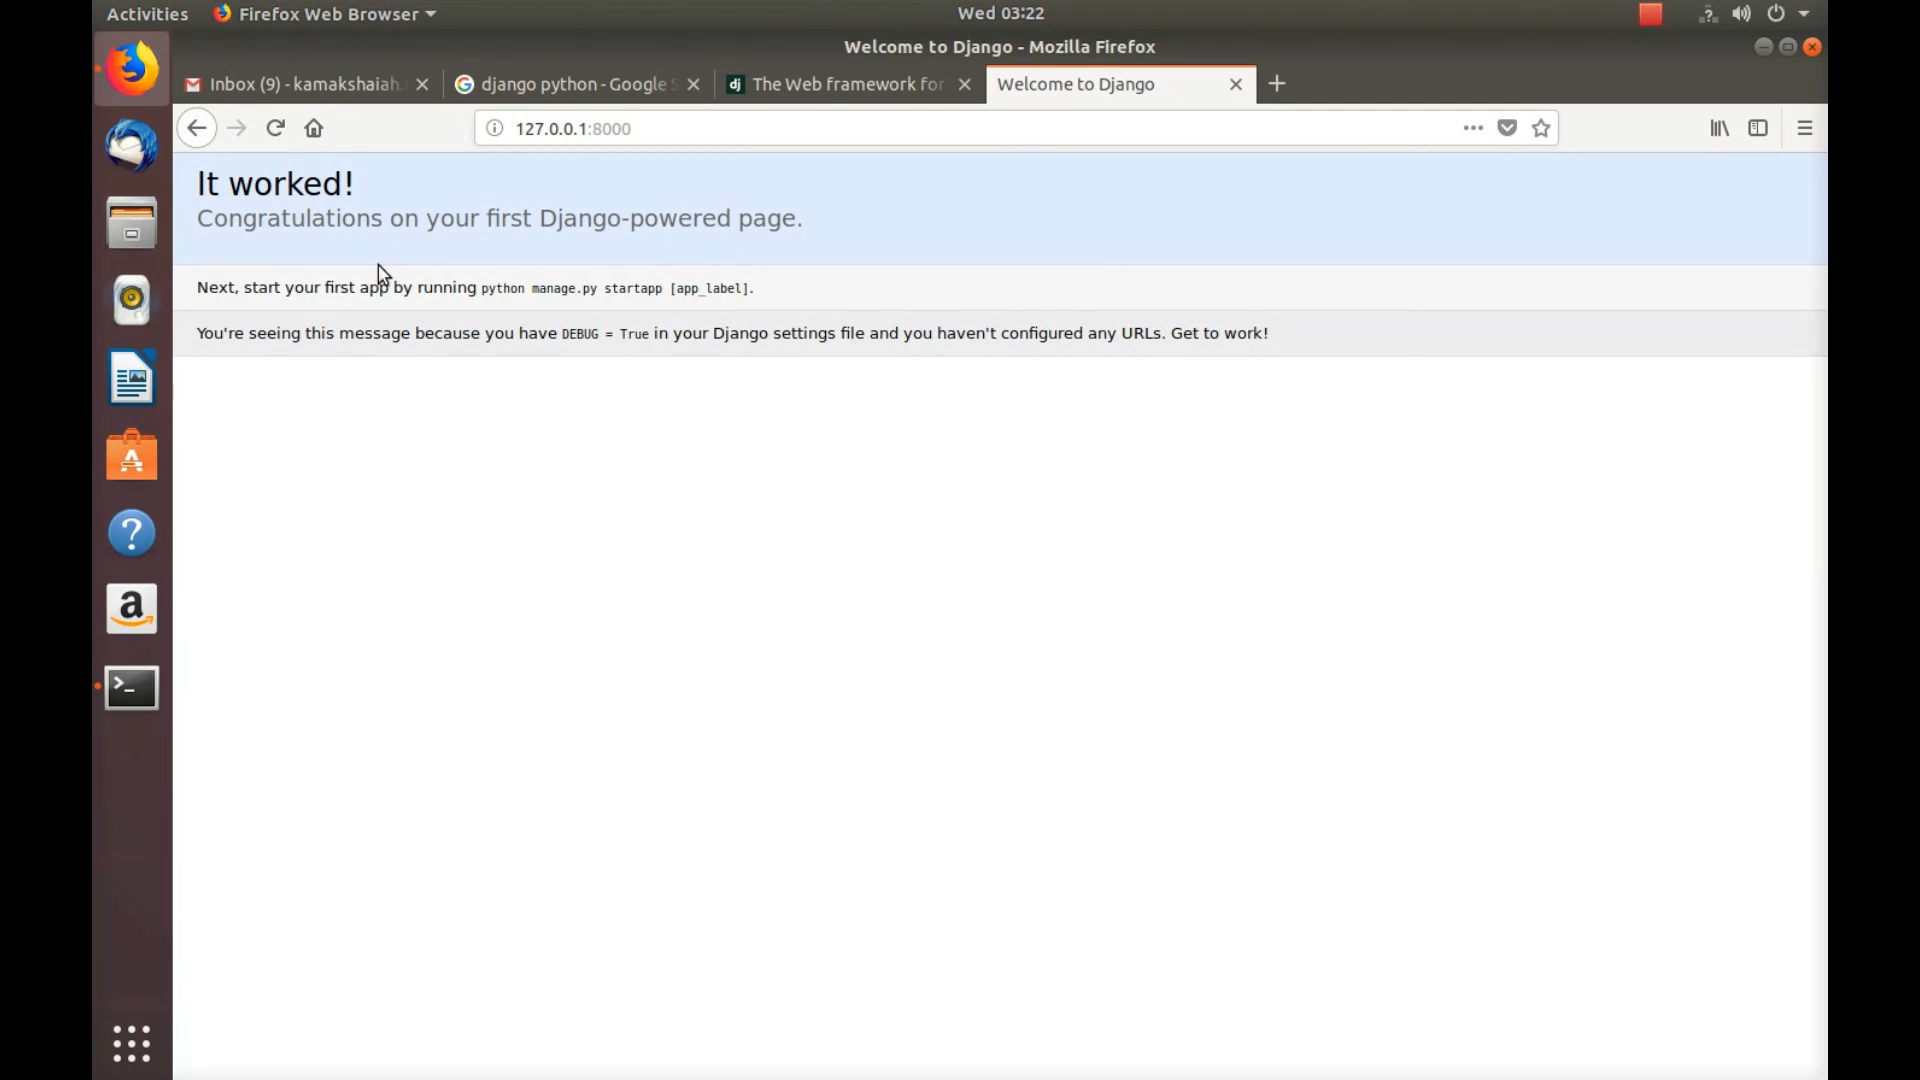 Activities Firefox Web Browser Wed 03:22
Welcome to Django - Mozilla Firefox
Inbox (9) - kamakshaiah. django python - Google S The Web framework for Welcome to Django
127.0.0.1:8000
It worked!
Congratulations on your first Django-powered page.
Next, start your first app by running python manage.py startapp [app_label].
You're seeing this message because you have DEBUG = True in your Django settings file and you haven't configured any URLs. Get to work!